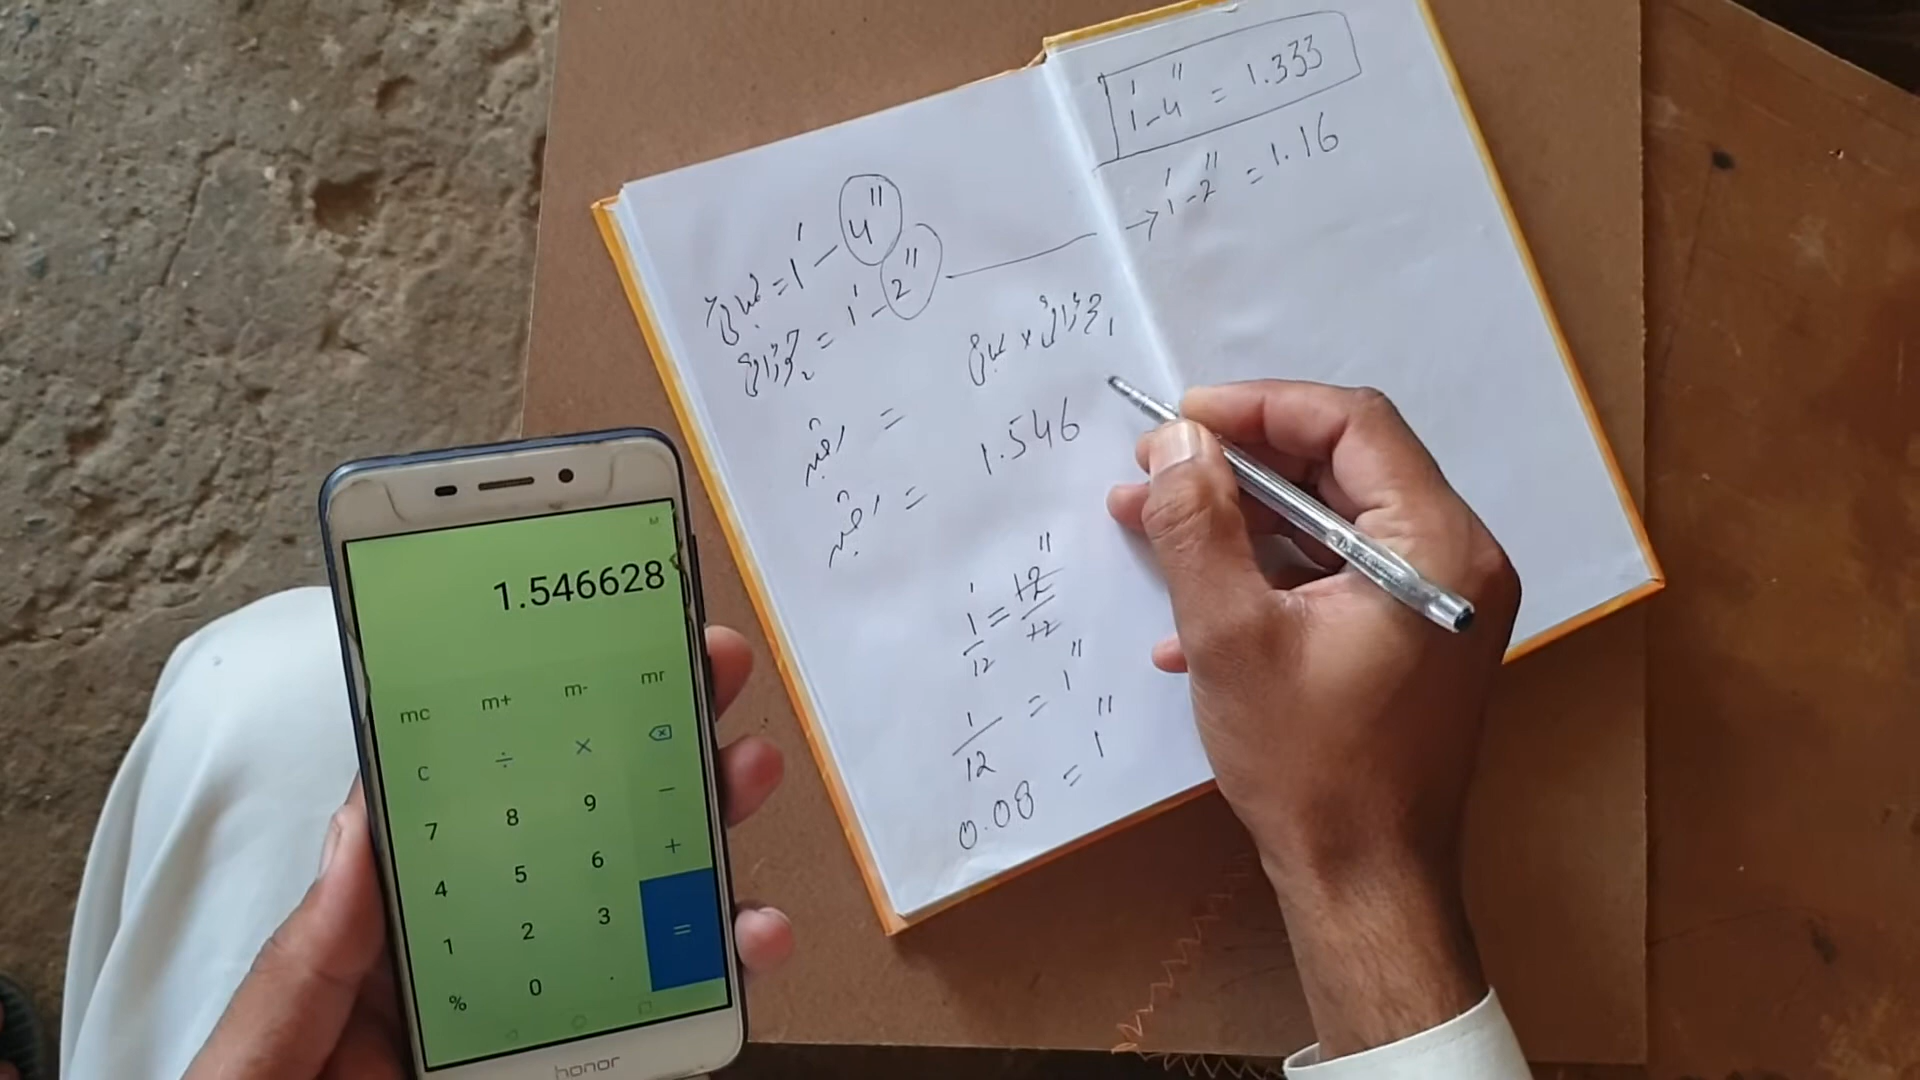 لمبائی = 1' - 4"
چوڑائی = 1' - 2"
رقبہ = لمبائی x چوڑائی
رقبہ = 1.546
1'/12 = 12"/12
1/12 = 1"
0.08 = 1"
1' - 4" = 1.333
→ 1' - 2" = 1.16
M
1.546628
mc m+ m- mr
C ÷ ×
7 8 9 −
4 5 6 +
1 2 3 =
% 0 .
honor